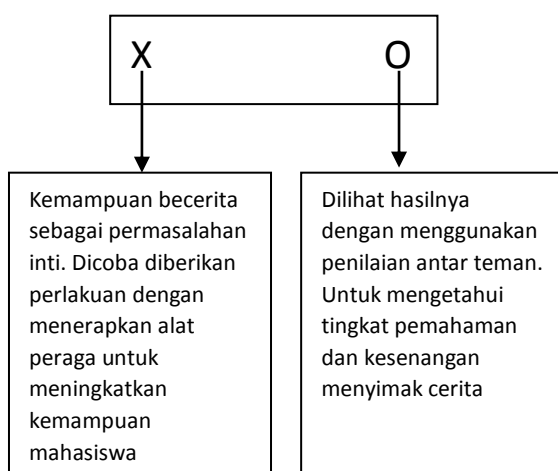 X O
Kemampuan becerita
sebagai permasalahan
inti. Dicoba diberikan
perlakuan dengan
menerapkan alat
peraga untuk
meningkatkan
kemampuan
mahasiswa
Dilihat hasilnya
dengan menggunakan
penilaian antar teman.
Untuk mengetahui
tingkat pemahaman
dan kesenangan
menyimak cerita